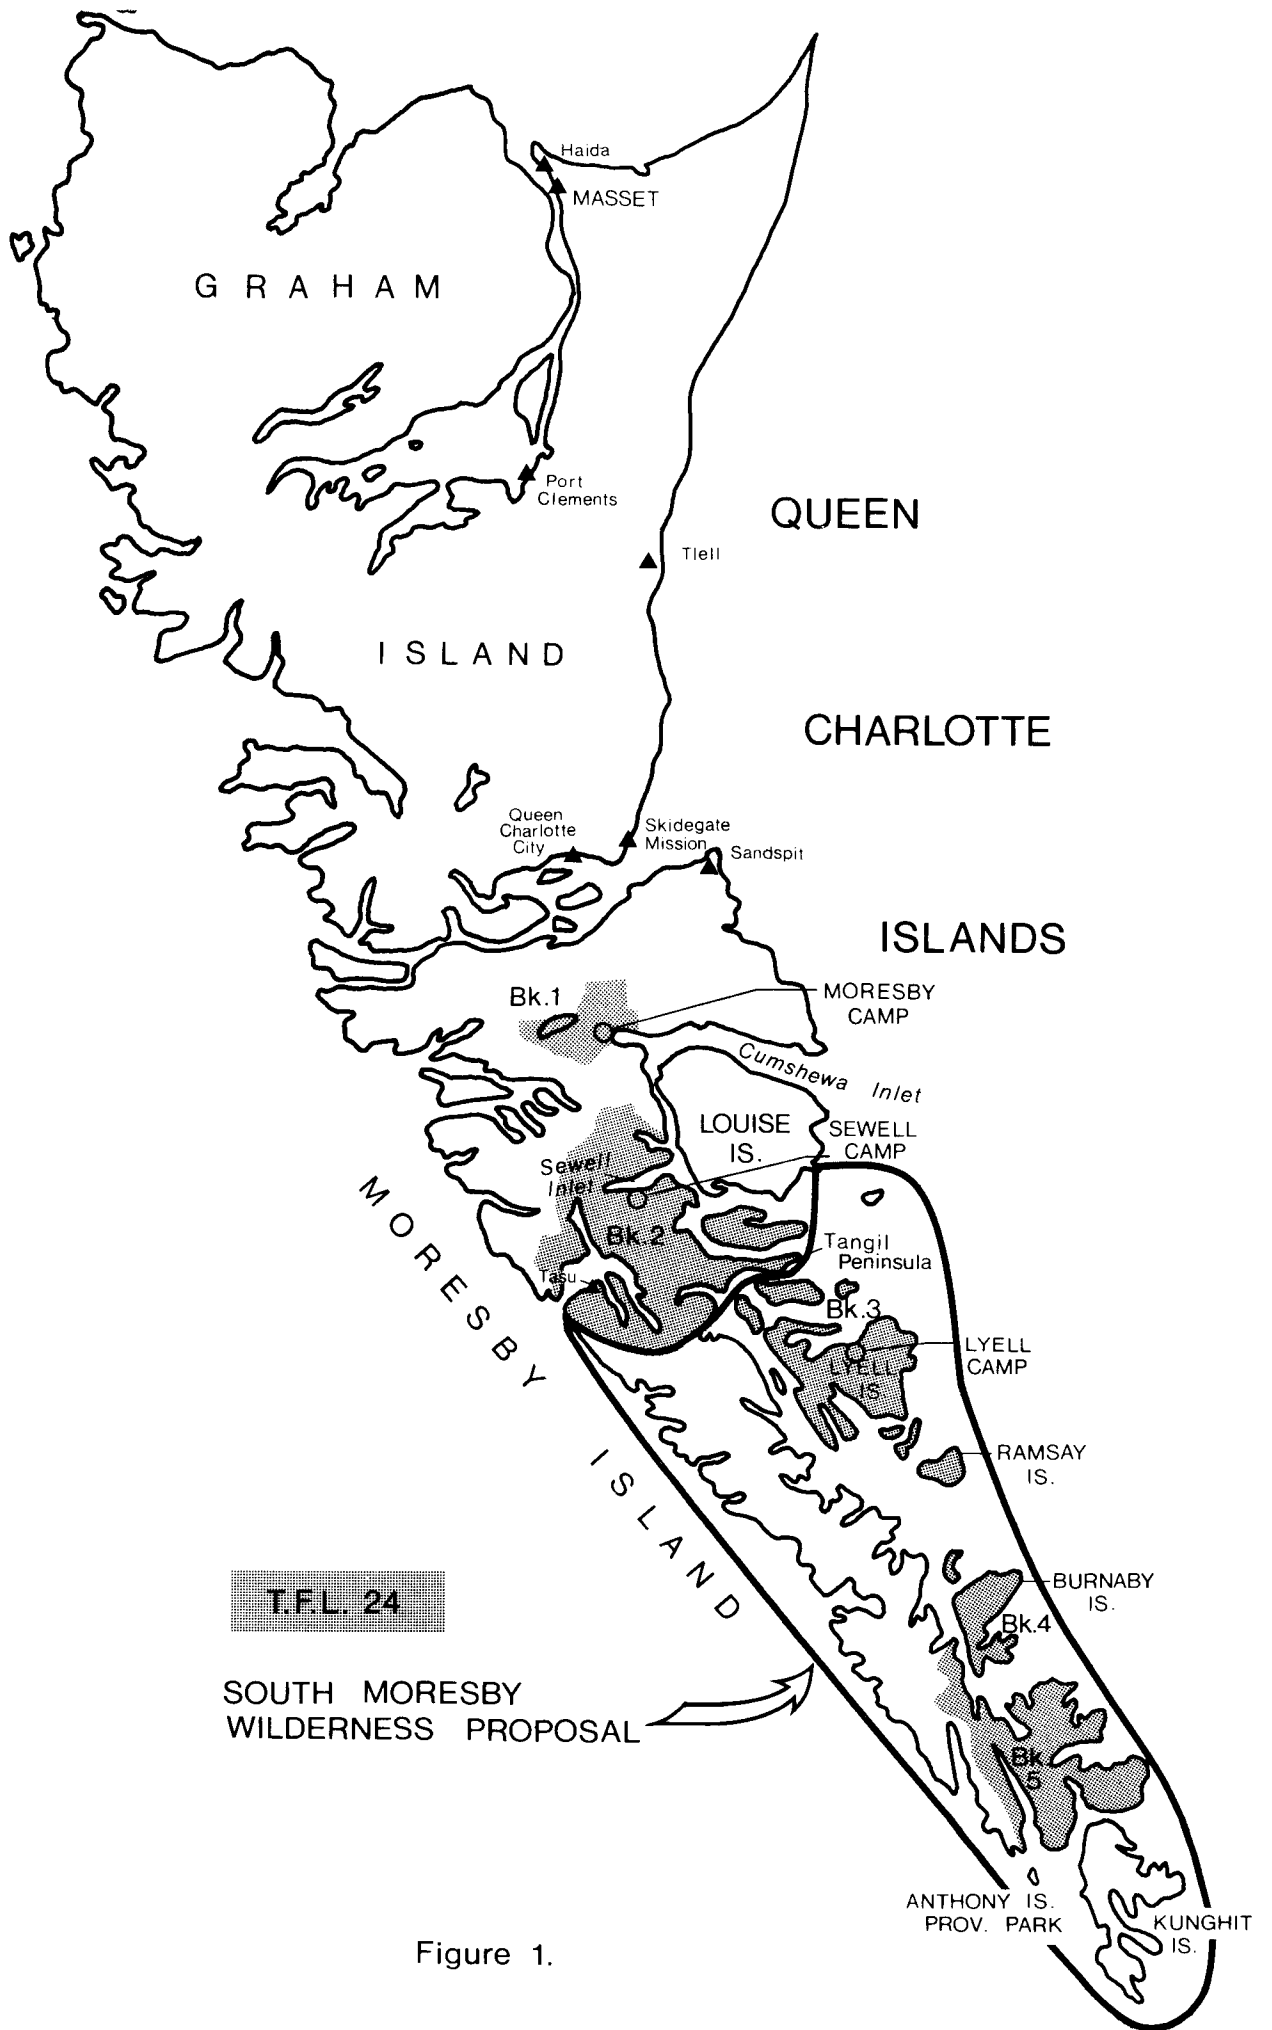 Haida
MASSET
GRAHAM
Port
Clements
QUEEN
Tlell
ISLAND
CHARLOTTE
Queen
Charlotte
City
Skidegate
Mission
Sandspit
ISLANDS
Bk.1
MORESBY
CAMP
Cumshewa Inlet
LOUISE
IS.
SEWELL
CAMP
Sewell
Inlet
MORESBY
Bk.2
Tangil
Peninsula
Tasu
Bk.3
LYELL
CAMP
LYELL
IS.
ISLAND
RAMSAY
IS.
T.F.L. 24
BURNABY
IS.
Bk.4
SOUTH MORESBY
WILDERNESS PROPOSAL
Bk.
5
ANTHONY IS.
PROV. PARK
KUNGHIT
IS.
Figure 1.